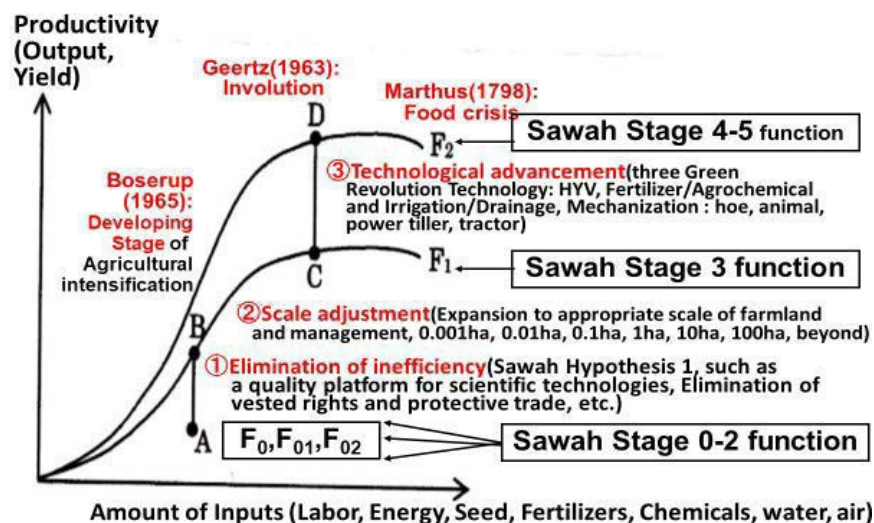 Productivity
(Output,
Yield)
Geertz(1963):
Involution
Marthus(1798):
Food crisis
D
F2
Sawah Stage 4-5 function
③Technological advancement(three Green
Revolution Technology: HYV, Fertilizer/Agrochemical
and Irrigation/Drainage, Mechanization : hoe, animal,
power tiller, tractor)
Boserup
(1965):
Developing
Stage of
Agricultural
intensification
C
F1
Sawah Stage 3 function
②Scale adjustment(Expansion to appropriate scale of farmland
and management, 0.001ha, 0.01ha, 0.1ha, 1ha, 10ha, 100ha, beyond)
B
①Elimination of inefficiency(Sawah Hypothesis 1, such as
a quality platform for scientific technologies, Elimination of
vested rights and protective trade, etc.)
A
F0,F01,F02
Sawah Stage 0-2 function
Amount of Inputs (Labor, Energy, Seed, Fertilizers, Chemicals, water, air)